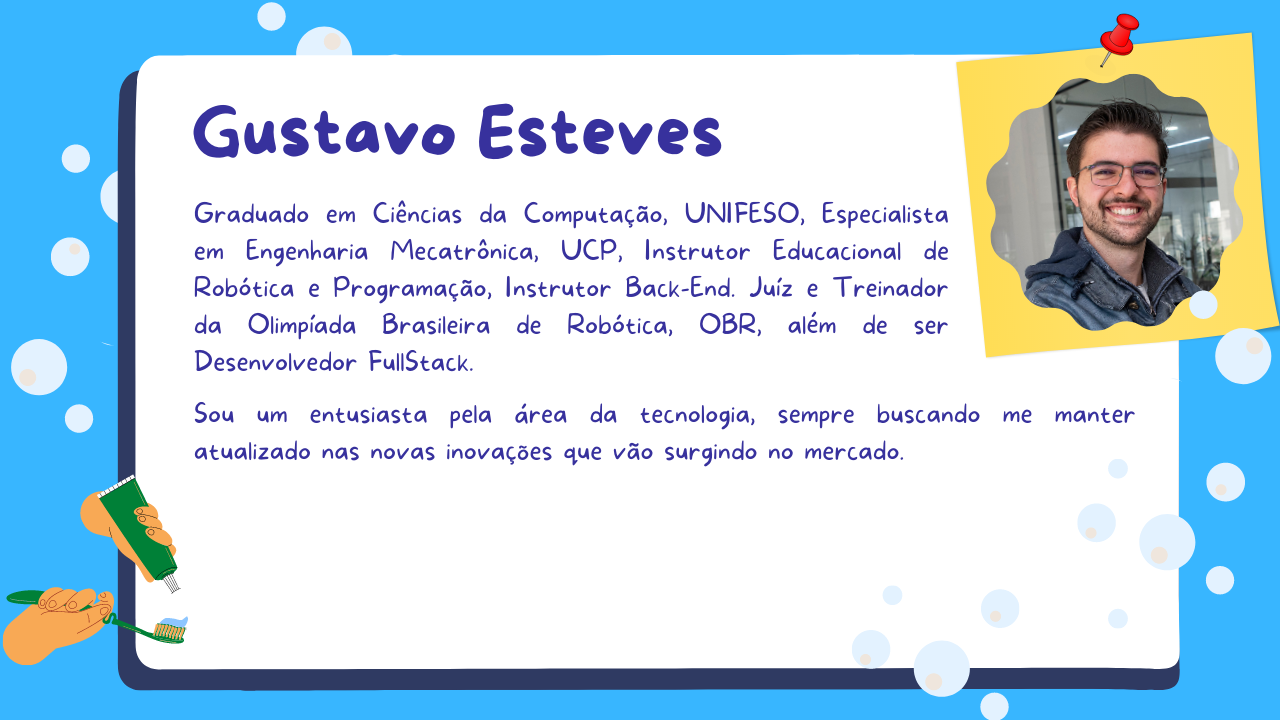 Gustavo Esteves
Graduado em Ciências da Computação, UNIFESO, Especialista
em Engenharia Mecatrônica, UCP, Instrutor Educacional de
Robótica e Programação, Instrutor Back-End. Juíz e Treinador
da Olimpíada Brasileira de Robótica, OBR, além de ser
Desenvolvedor FullStack.
Sou um entusiasta pela área da tecnologia, sempre buscando me manter
atualizado nas novas inovações que vão surgindo no mercado.